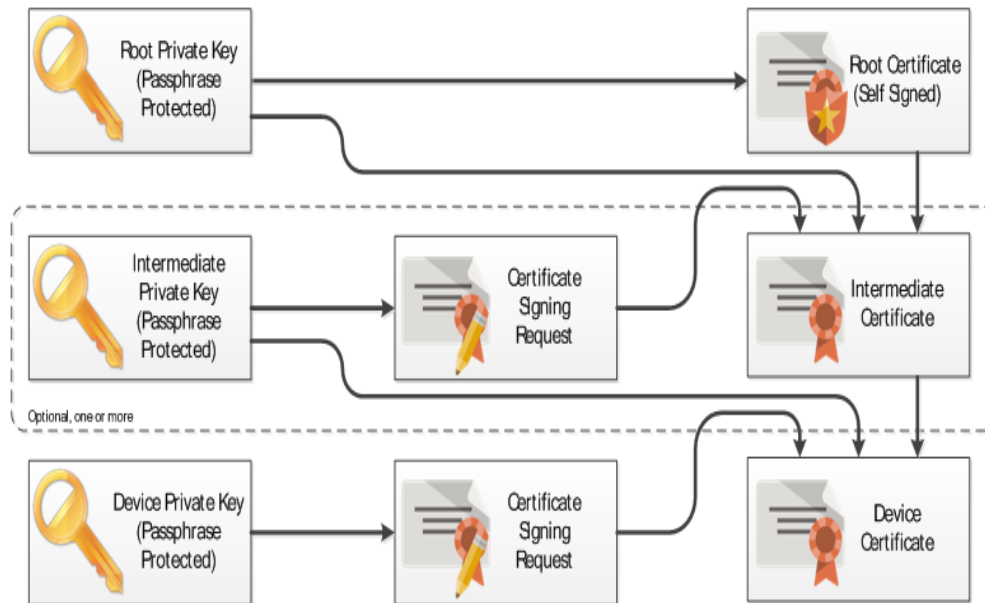 Root Private Key
(Passphrase
Protected)
Root Certificate
(Self Signed)
Intermediate
Private Key
(Passphrase
Protected)
Certificate
Signing
Request
Intermediate
Certificate
Optional, one or more
Device Private Key
(Passphrase
Protected)
Certificate
Signing
Request
Device
Certificate